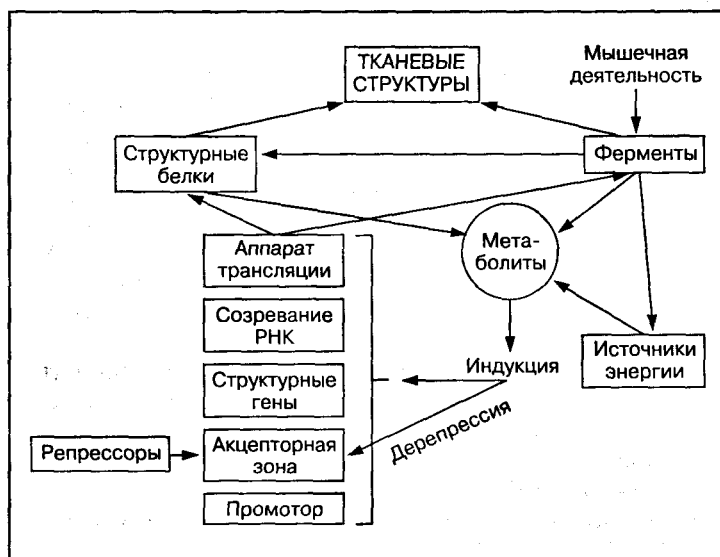 ТКАНЕВЫЕ
СТРУКТУРЫ
Мышечная
деятельность
Структурные
белки
Ферменты
Мета-
болиты
Аппарат
трансляции
Созревание
РНК
Источники
энергии
Индукция
Структурные
гены
Дерепрессия
Репрессоры
Акцепторная
зона
Промотор